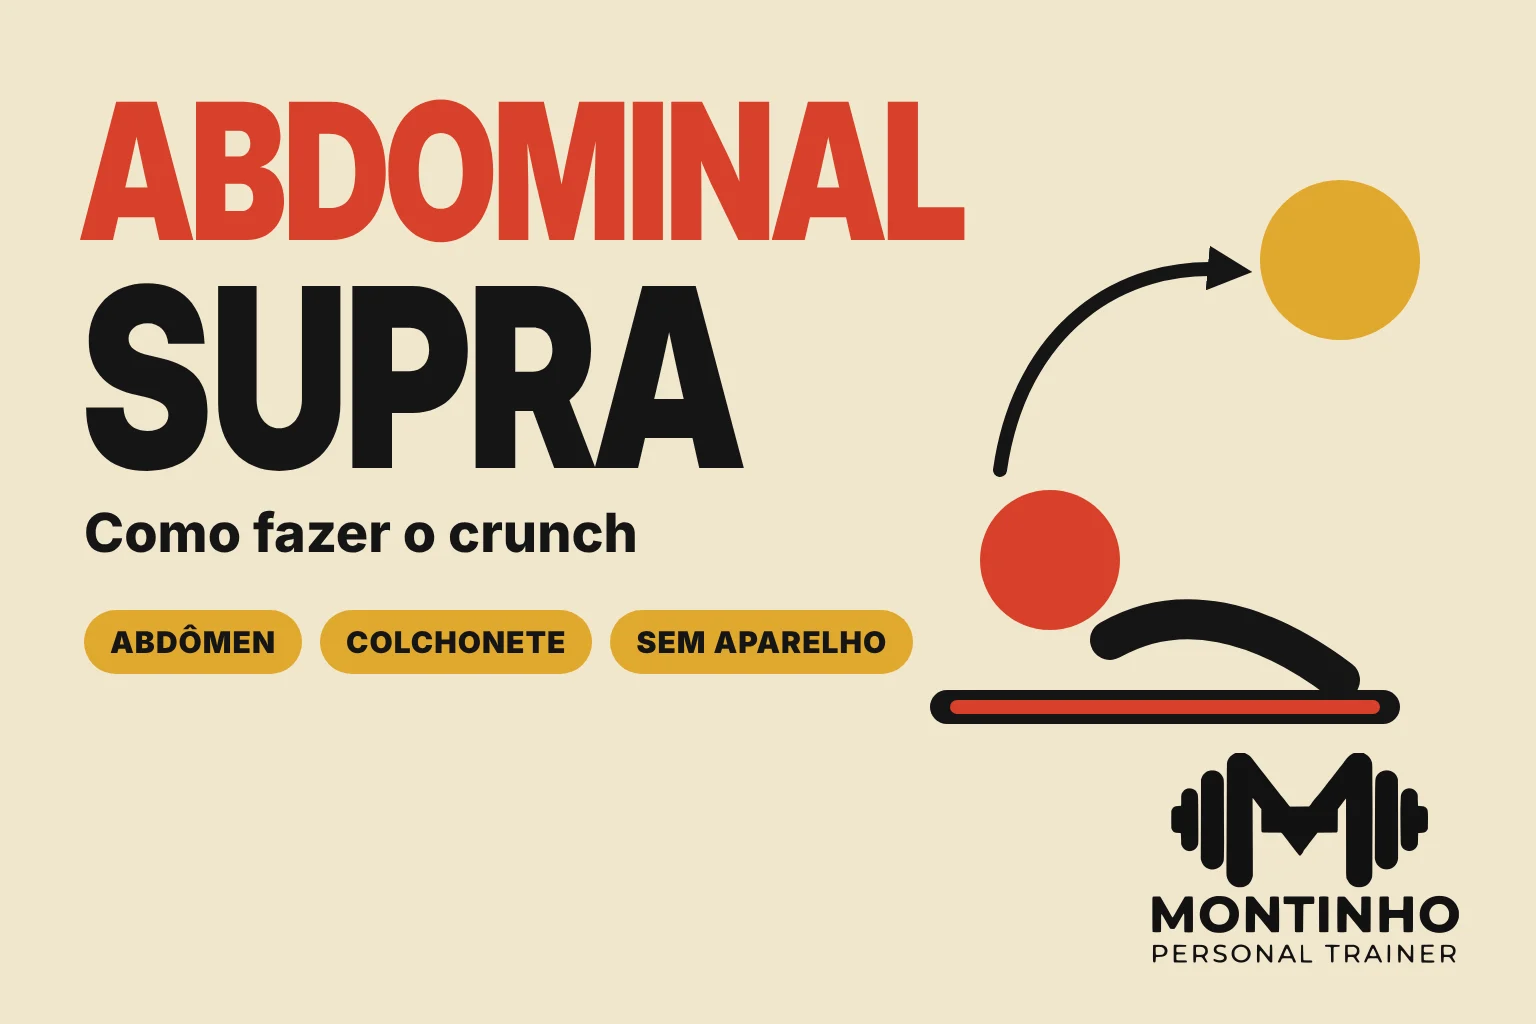 ABDOMINAL
SUPRA
Como fazer o crunch
ABDÔMEN
COLCHONETE
SEM APARELHO
M
MONTINHO
PERSONAL TRAINER